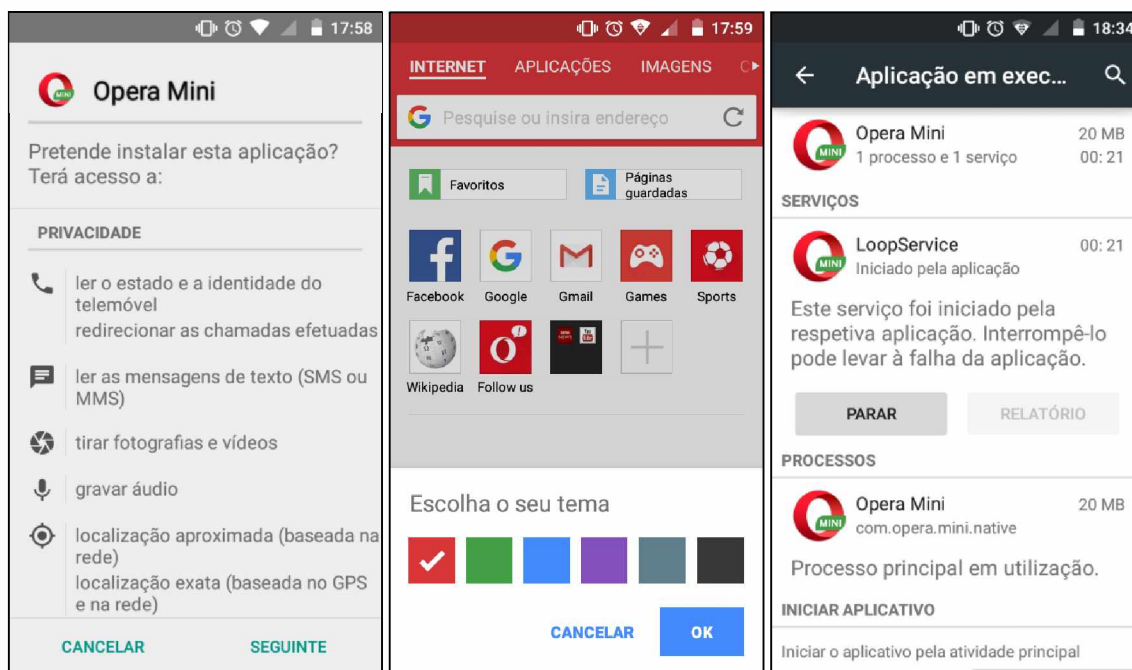 17:58
Opera Mini
Pretende instalar esta aplicação?
Terá acesso a:
PRIVACIDADE
ler o estado e a identidade do
telemóvel
redirecionar as chamadas efetuadas
ler as mensagens de texto (SMS ou
MMS)
tirar fotografias e vídeos
gravar áudio
localização aproximada (baseada na
rede)
localização exata (baseada no GPS
e na rede)
CANCELAR SEGUINTE
17:59
INTERNET APLICAÇÕES IMAGENS
Pesquise ou insira endereço
Favoritos
Páginas
guardadas
Facebook Google Gmail Games Sports
Wikipedia Follow us
Escolha o seu tema
CANCELAR OK
18:34
Aplicação em exec...
Opera Mini 20 MB
1 processo e 1 serviço 00: 21
SERVIÇOS
LoopService 00: 21
Iniciado pela aplicação
Este serviço foi iniciado pela
respetiva aplicação. Interrompê-lo
pode levar à falha da aplicação.
PARAR RELATÓRIO
PROCESSOS
Opera Mini 20 MB
com.opera.mini.native
Processo principal em utilização.
INICIAR APLICATIVO
Iniciar o aplicativo pela atividade principal